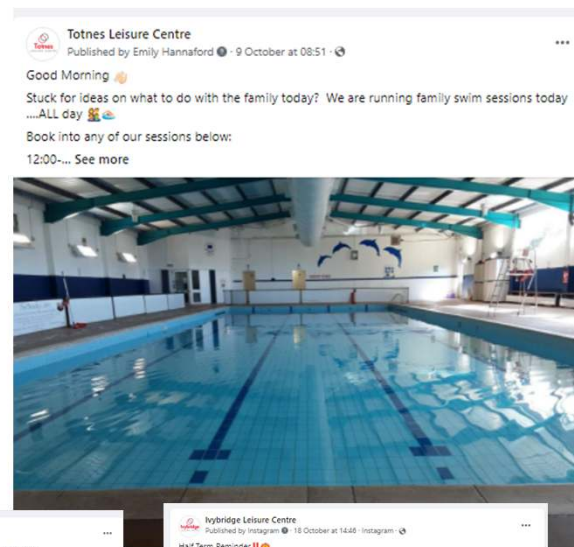 Totnes Leisure Centre
Published by Emily Hannaford · 9 October at 08:51 ·
Good Morning 👋🏻
Stuck for ideas on what to do with the family today? We are running family swim sessions today
....ALL day
Book into any of our sessions below:
12:00-... See more
Ivybridge Leisure Centre
Published by Instagram · 18 October at 14:46 · Instagram ·
Half Term Reminder‼️